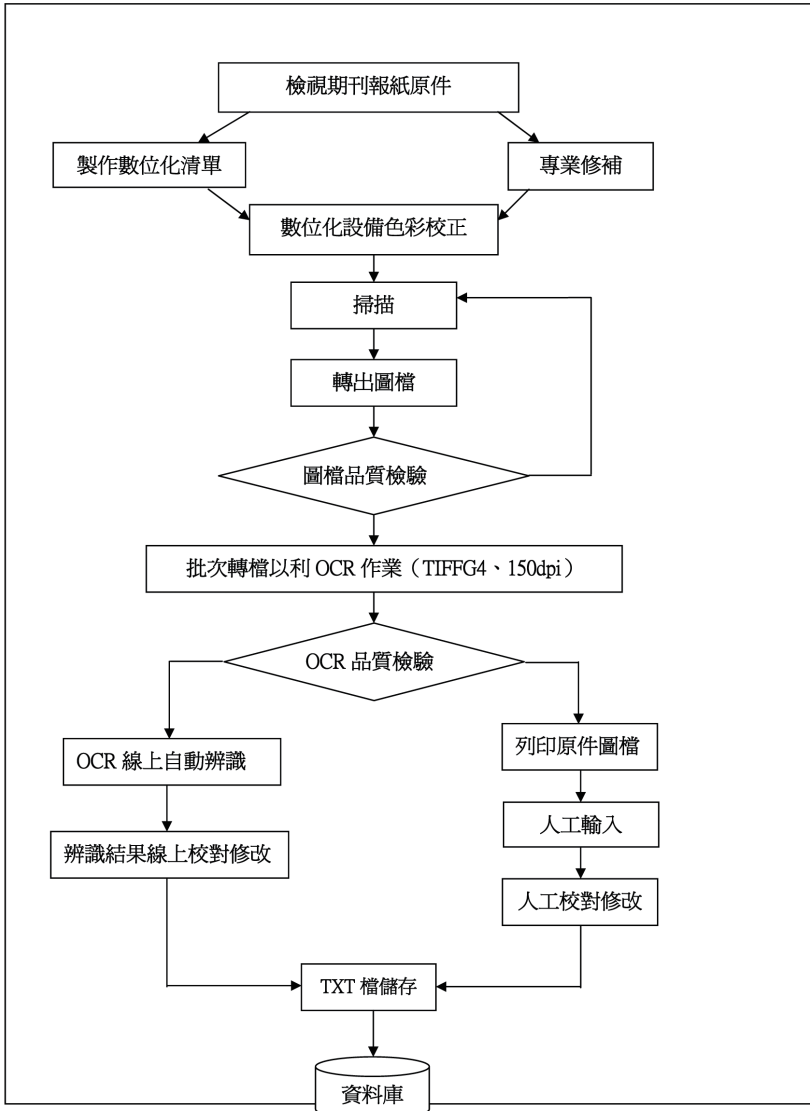 檢視期刊報紙原件
製作數位化清單
專業修補
數位化設備色彩校正
掃描
轉出圖檔
圖檔品質檢驗
批次轉檔以利 OCR 作業（TIFFG4、150dpi）
OCR 品質檢驗
OCR 線上自動辨識
辨識結果線上校對修改
列印原件圖檔
人工輸入
人工校對修改
TXT 檔儲存
資料庫